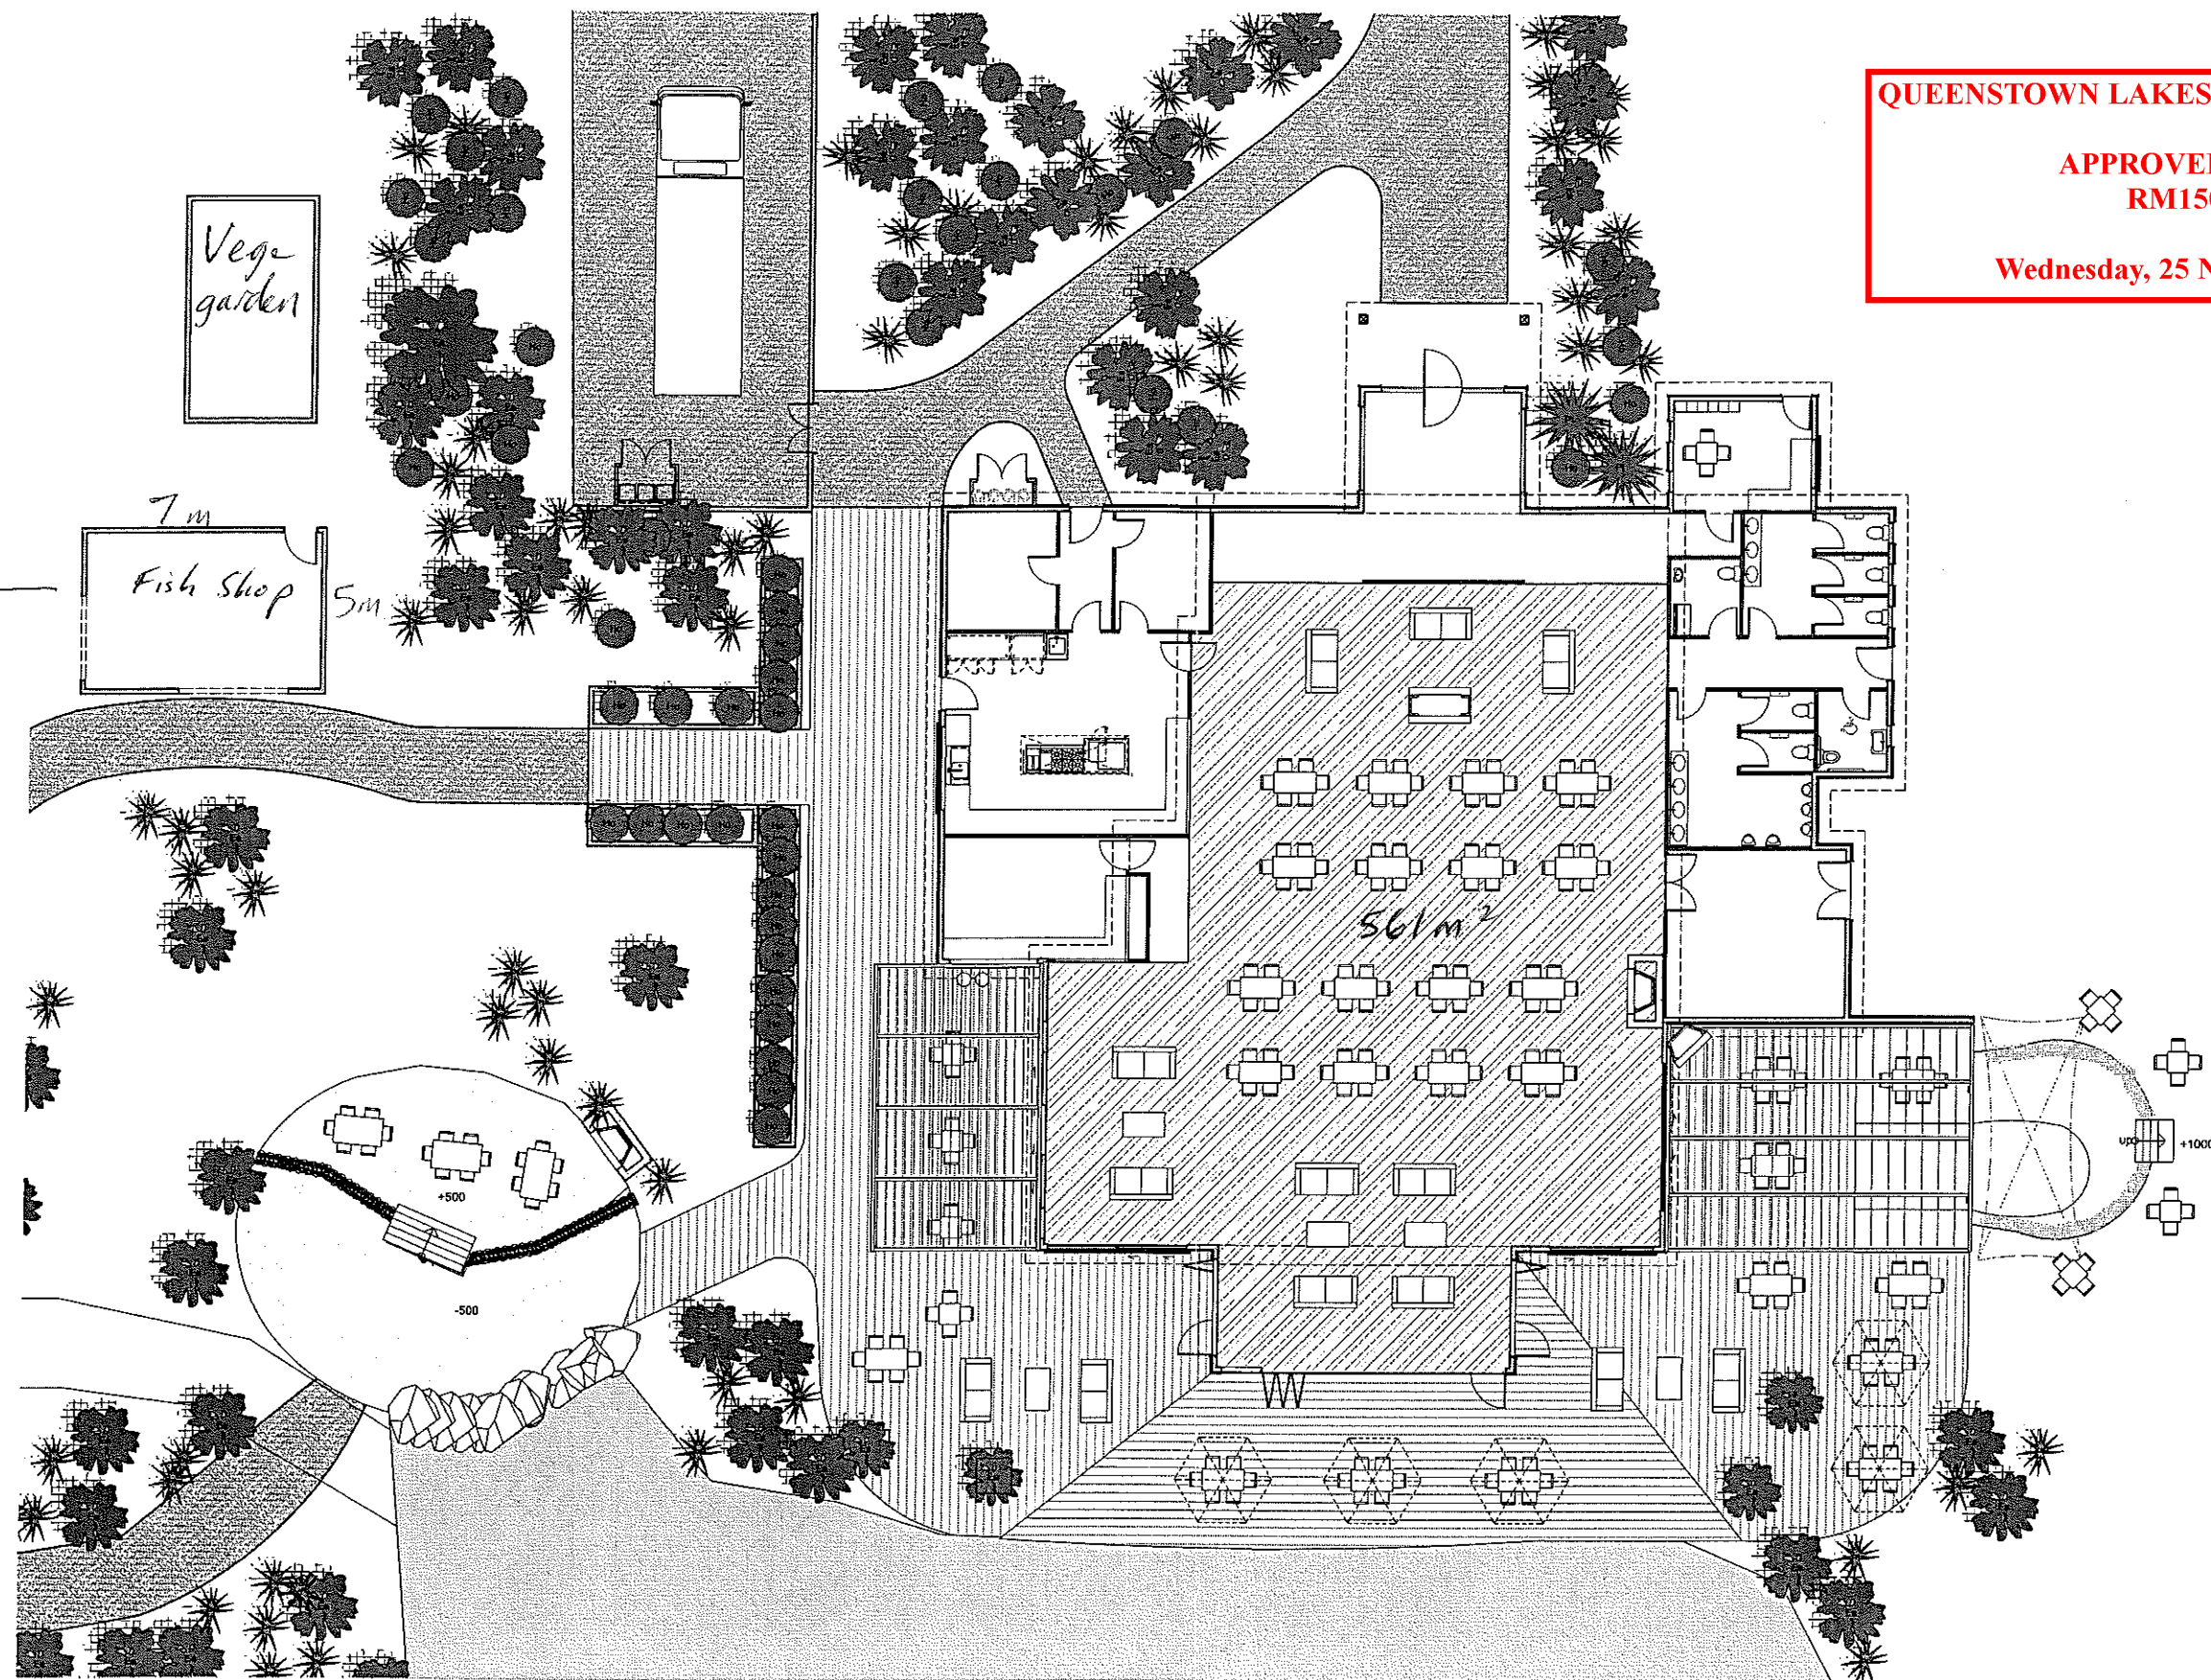 QUEENSTOWN LAKES
APPROVE
RM15
Wednesday, 25 N
Vege
garden
7m
Fish Shop
5m
561m²
+500
-500
up
+1000